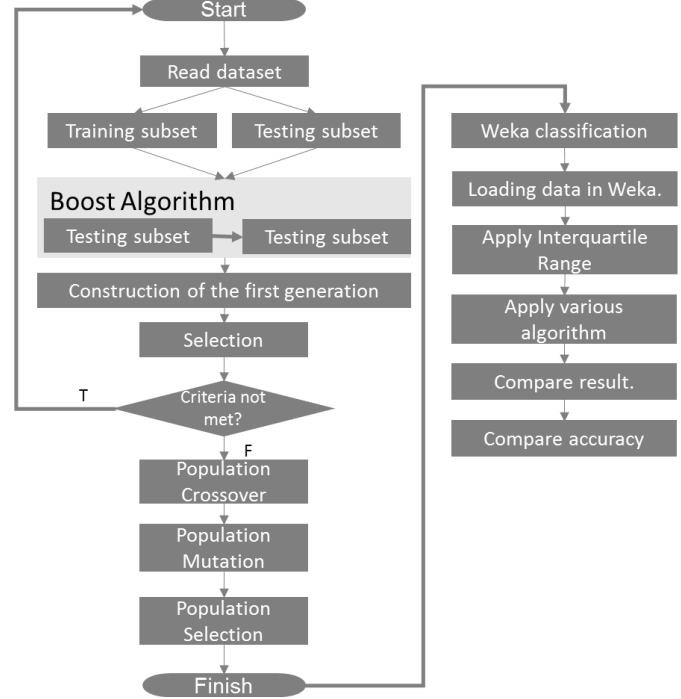 Start
Read dataset
Training subset
Testing subset
Boost Algorithm
Testing subset
Testing subset
Construction of the first generation
Selection
Criteria not
met?
T
F
Population
Crossover
Population
Mutation
Population
Selection
Finish
Weka classification
Loading data in Weka.
Apply Interquartile
Range
Apply various
algorithm
Compare result.
Compare accuracy